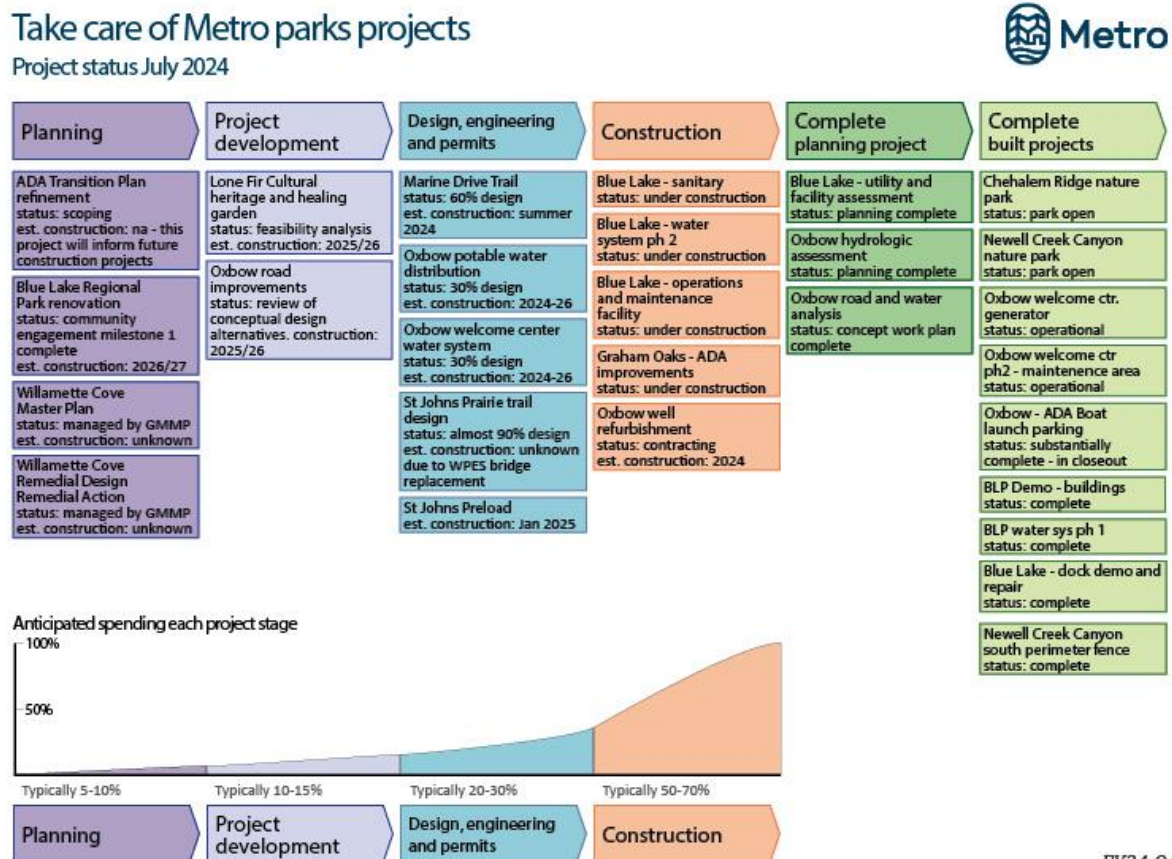 Take care of Metro parks projects
Project status July 2024
Metro
Planning
Project
development
Design, engineering
and permits
Construction
Complete
planning project
Complete
built projects
ADA Transition Plan
refinement
status: scoping
est. construction: na - this
project will inform future
construction projects
Blue Lake Regional
Park renovation
status: community
engagement milestone 1
complete
est. construction: 2026/27
Willamette Cove
Master Plan
status: managed by GMMP
est. construction: unknown
Willamette Cove
Remedial Design
Remedial Action
status: managed by GMMP
est. construction: unknown
Lone Fir Cultural
heritage and healing
garden
status: feasibility analysis
est. construction: 2025/26
Oxbow road
improvements
status: review of
conceptual design
alternatives. construction:
2025/26
Marine Drive Trail
status: 60% design
est. construction: summer
2024
Oxbow potable water
distribution
status: 30% design
est. construction: 2024-26
Oxbow welcome center
water system
status: 30% design
est. construction: 2024-26
St Johns Prairie trail
design
status: almost 90% design
est. construction: unknown
due to WPES bridge
replacement
St Johns Preload
est. construction: Jan 2025
Blue Lake - sanitary
status: under construction
Blue Lake - water
system ph 2
status: under construction
Blue Lake - operations
and maintenance
facility
status: under construction
Graham Oaks - ADA
improvements
status: under construction
Oxbow well
refurbishment
status: contracting
est. construction: 2024
Blue Lake - utility and
facility assessment
status: planning complete
Oxbow hydrologic
assessment
status: planning complete
Oxbow road and water
analysis
status: concept work plan
complete
Chehalem Ridge nature
park
status: park open
Newell Creek Canyon
nature park
status: park open
Oxbow welcome ctr.
generator
status: operational
Oxbow welcome ctr
ph2 - maintenence area
status: operational
Oxbow - ADA Boat
launch parking
status: substantially
complete - in closeout
BLP Demo - buildings
status: complete
BLP water sys ph 1
status: complete
Blue Lake - dock demo and
repair
status: complete
Newell Creek Canyon
south perimeter fence
status: complete
Anticipated spending each project stage
100%
50%
Typically 5-10%
Typically 10-15%
Typically 20-30%
Typically 50-70%
Planning
Project
development
Design, engineering
and permits
Construction